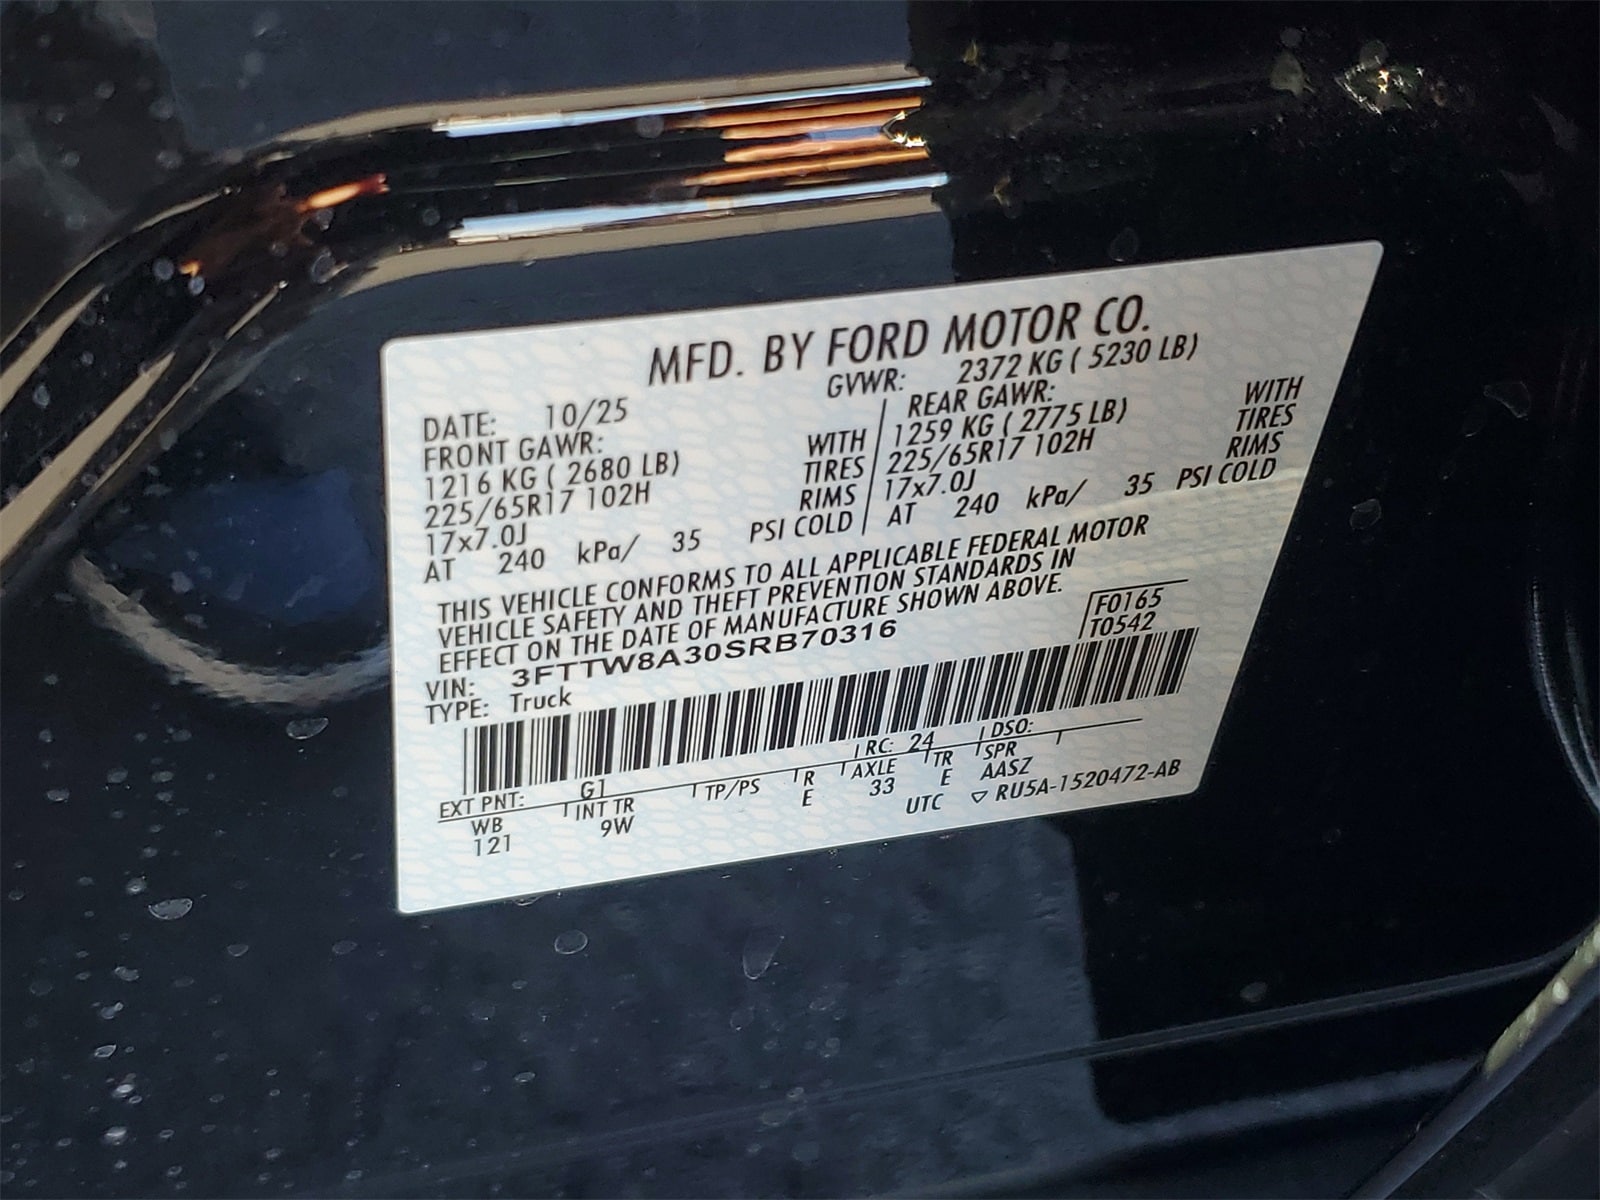 MFD. BY FORD MOTOR CO.
GVWR: 2372 KG ( 5230 LB)
DATE: 10/25
FRONT GAWR:
1216 KG ( 2680 LB) WITH
225/65R17 102H TIRES
17x7.0J RIMS
AT 240 kPa/ 35 PSI COLD
REAR GAWR:
1259 KG ( 2775 LB) WITH
225/65R17 102H TIRES
17x7.0J RIMS
AT 240 kPa/ 35 PSI COLD
THIS VEHICLE CONFORMS TO ALL APPLICABLE FEDERAL MOTOR
VEHICLE SAFETY AND THEFT PREVENTION STANDARDS IN
EFFECT ON THE DATE OF MANUFACTURE SHOWN ABOVE.
F0165
T0542
VIN: 3FTTW8A30SRB70316
TYPE: Truck
EXT PNT: G1 RC: 24 DSO:
WB INT TR TP/PS R AXLE TR SPR
121 9W E 33 E AASZ
UTC RU5A-1520472-AB